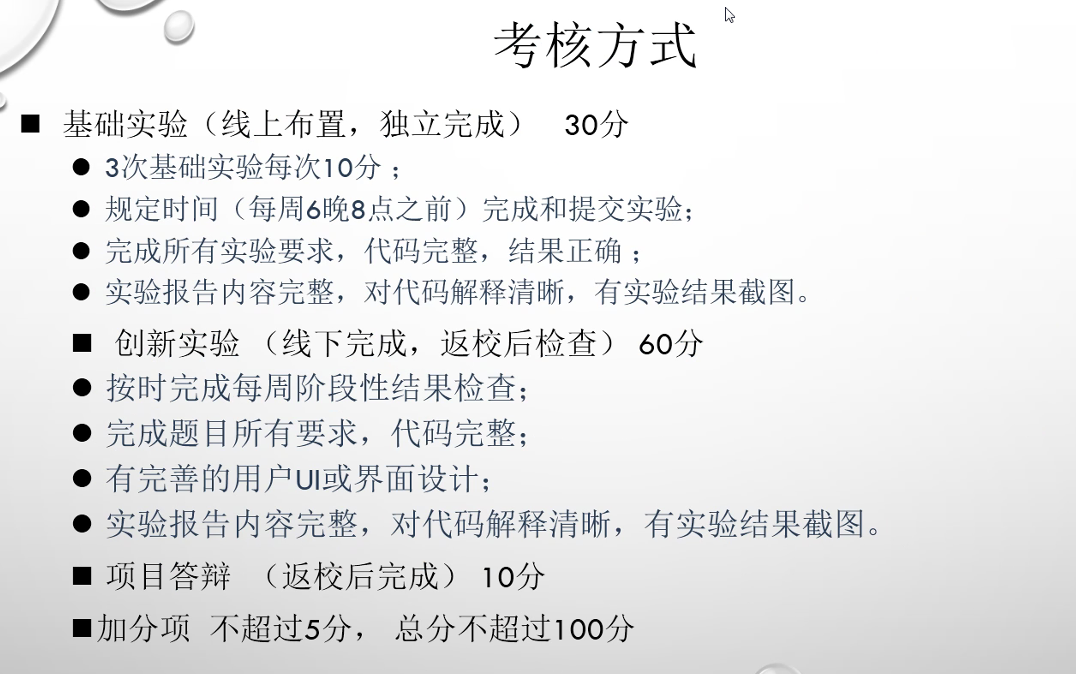 考核方式
■ 基础实验（线上布置，独立完成） 30分
● 3次基础实验每次10分 ；
● 规定时间（每周6晚8点之前）完成和提交实验；
● 完成所有实验要求，代码完整，结果正确 ；
● 实验报告内容完整，对代码解释清晰，有实验结果截图。
■ 创新实验 （线下完成，返校后检查） 60分
● 按时完成每周阶段性结果检查；
● 完成题目所有要求，代码完整；
● 有完善的用户UI或界面设计；
● 实验报告内容完整，对代码解释清晰，有实验结果截图。
■ 项目答辩 （返校后完成） 10分
■加分项 不超过5分， 总分不超过100分